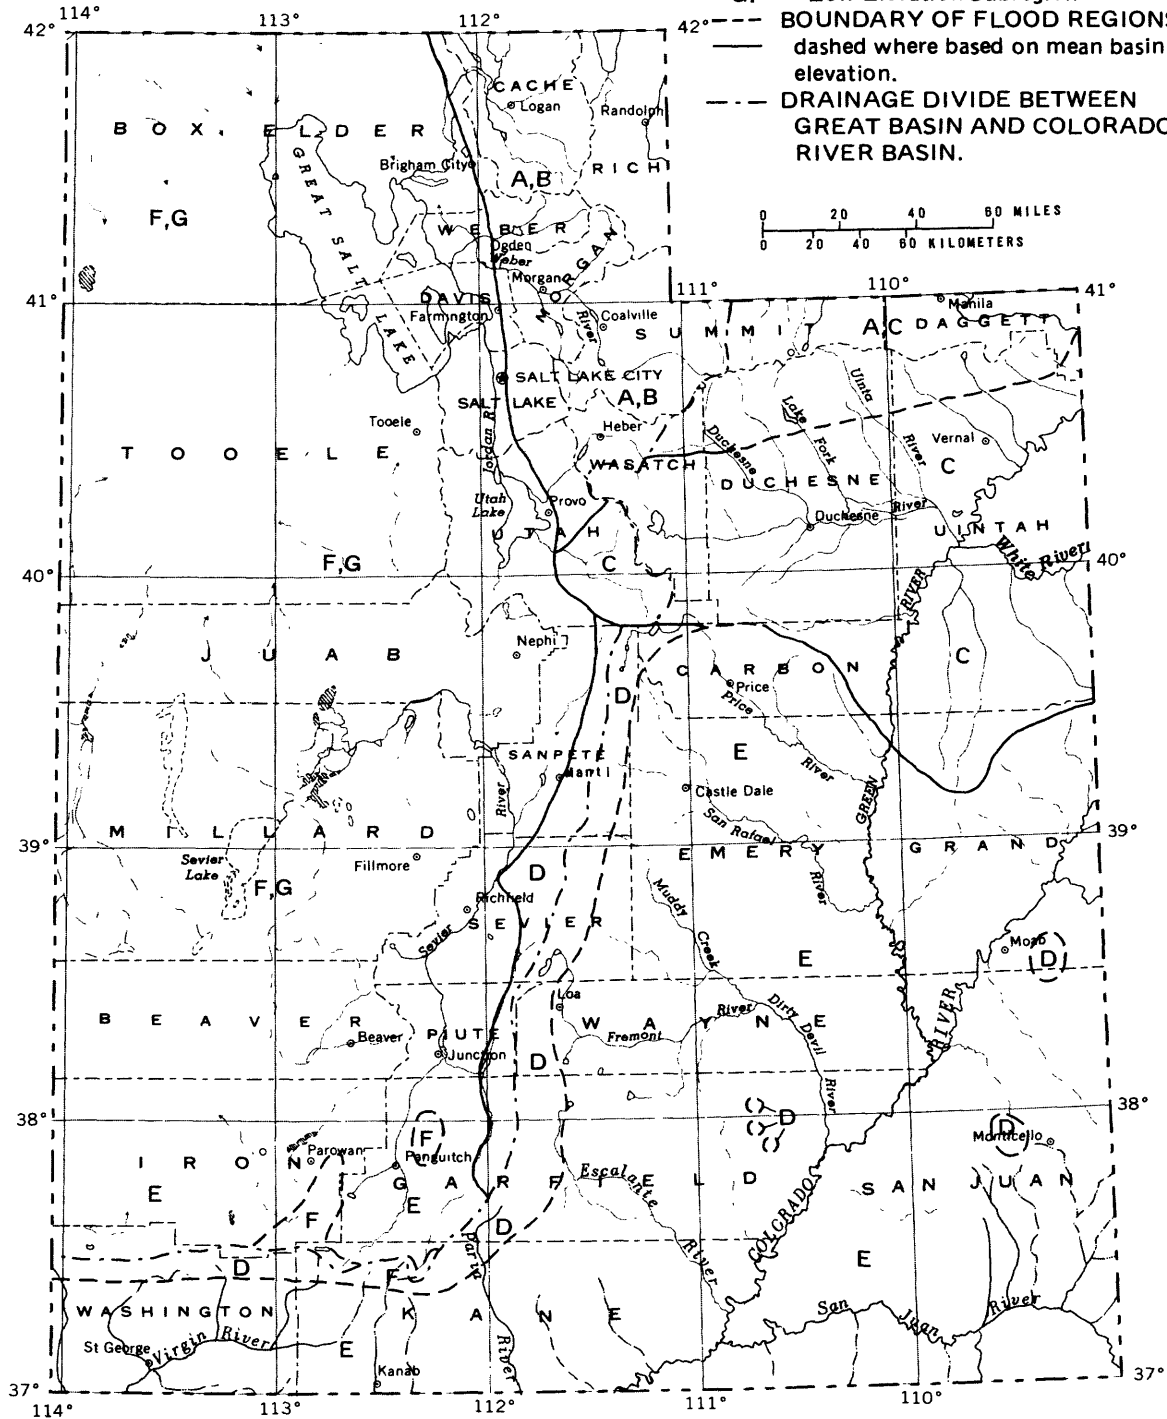 114°
113°
112°
42°
42°
BOUNDARY OF FLOOD REGIONS
dashed where based on mean basin
elevation.
DRAINAGE DIVIDE BETWEEN
GREAT BASIN AND COLORADO
RIVER BASIN.
0 20 40 60 MILES
0 20 40 60 KILOMETERS
CACHE
Logan
Randolph
BOX ELDER
Brigham City
RICH
A,B
F,G
GREAT SALT LAKE
WEBER
Ogden
Weber
River
MORGAN
Morgan
41°
111°
110°
41°
DAVIS
Farmington
Coalville
SUMMIT
A,C
DAGGETT
Manila
SALT LAKE CITY
SALT LAKE
A,B
Tooele
Jordan R.
Heber
Uinta
River
Lake
Fork
Duchesne
River
Vernal
C
TOOELE
WASATCH
DUCHESNE
Utah
Lake
Provo
Duchesne
UINTAH
UTAH
White River
F,G
C
40°
40°
GREEN
RIVER
Nephi
JUAB
CARBON
C
D
Price
Price
River
SANPETE
Manti
E
River
Castle Dale
San Rafael
River
MILLARD
39°
39°
EMERY
GRAND
Sevier
Lake
Fillmore
F,G
D
Richfield
Muddy
Creek
SEVIER
Sevier
Moab
D
E
Loa
BEAVER
Beaver
PIUTE
Junction
WAYNE
Fremont
River
Dirty Devil
River
D
RIVER
38°
38°
D
F
D
Monticello
Parowan
Panguitch
IRON
E
GARFIELD
Escalante
River
SAN JUAN
E
F
D
COLORADO
Paria
River
D
F
E
WASHINGTON
KANE
San
Juan
River
St George
Virgin River
E
Kanab
37°
37°
114°
113°
112°
111°
110°